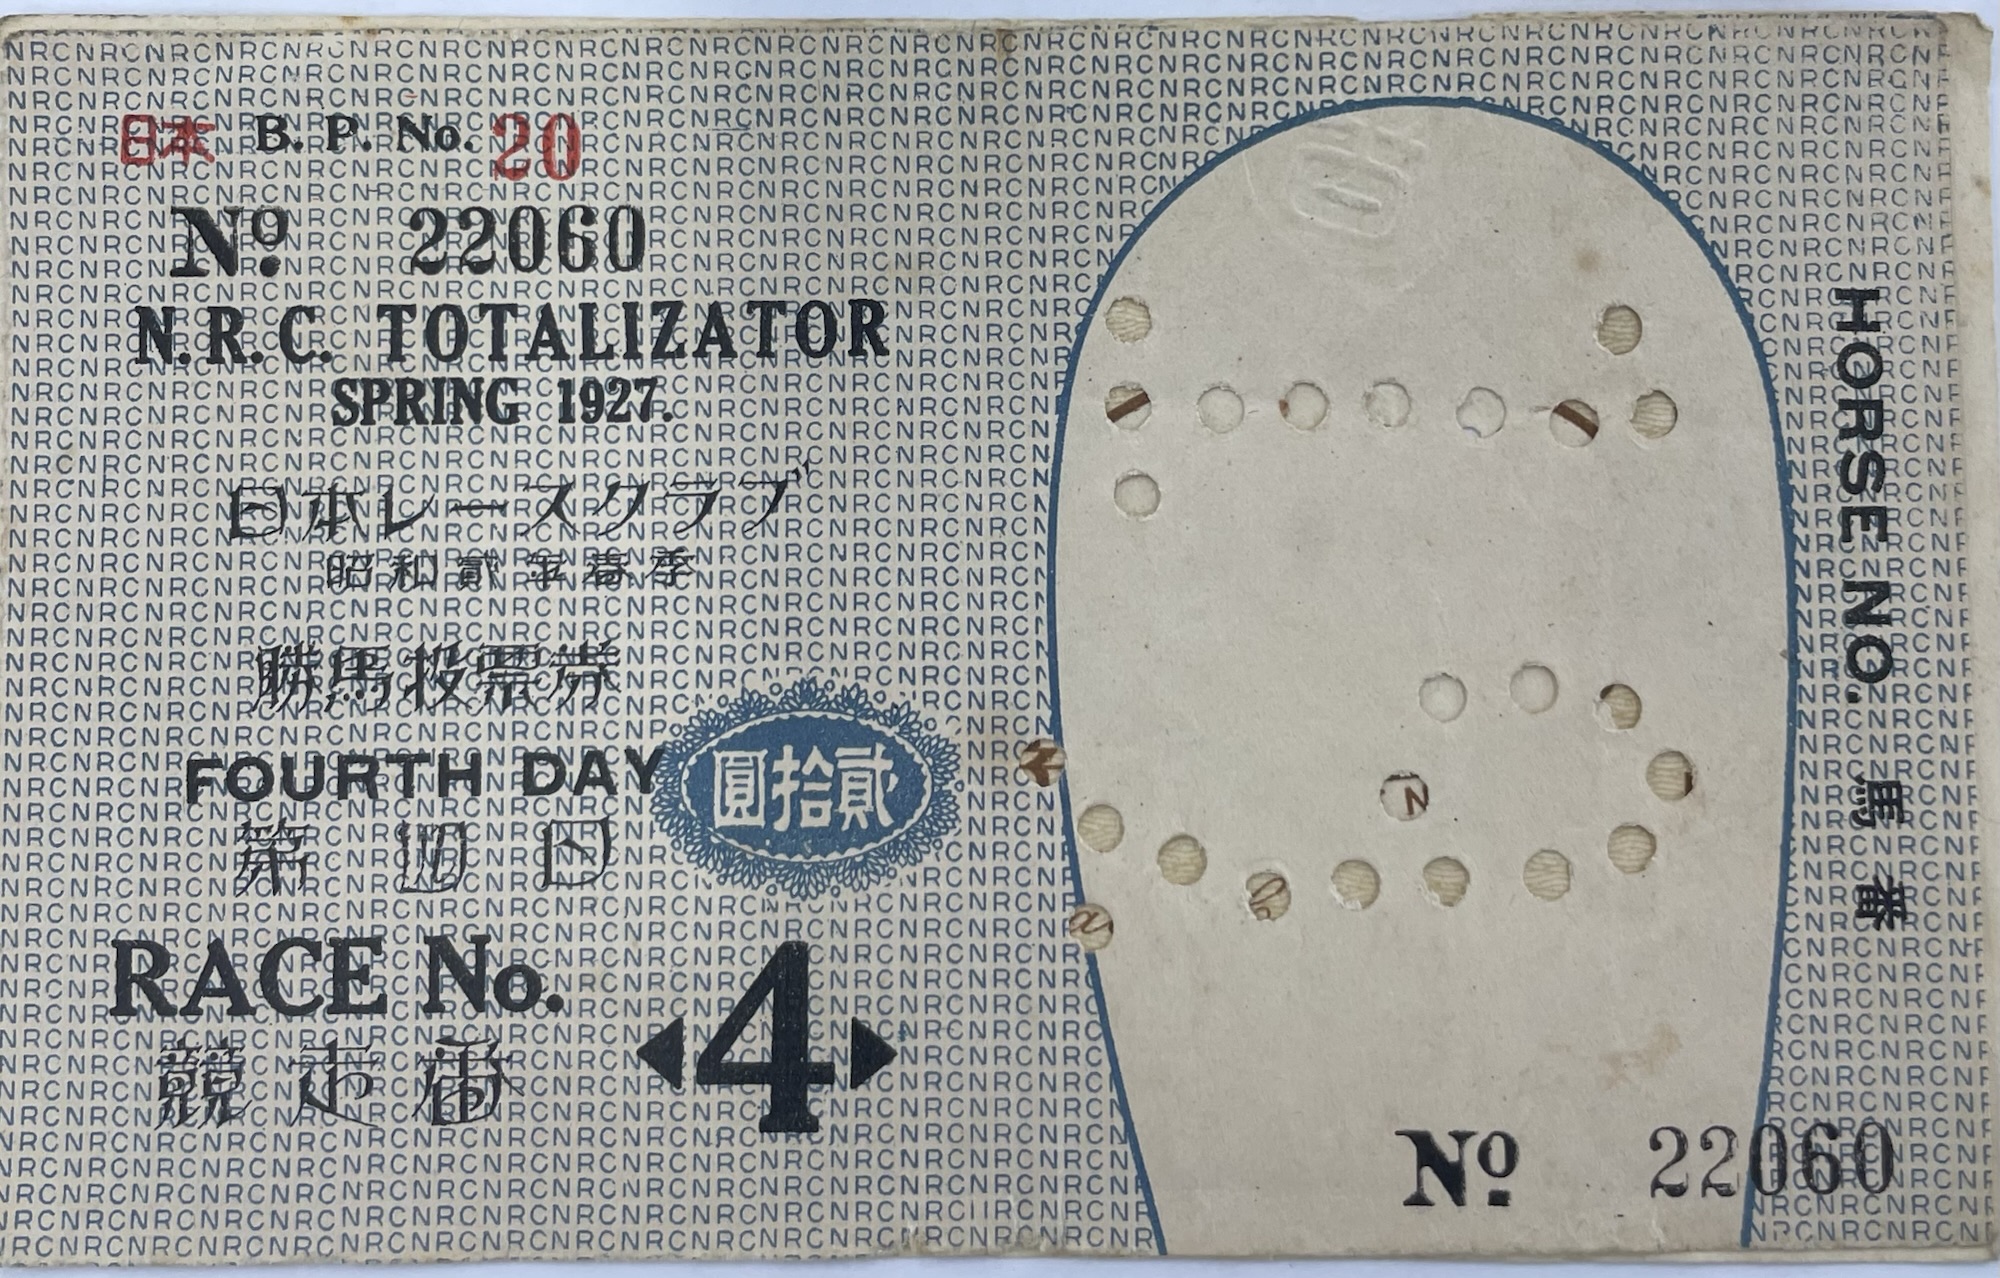 日本 B. P. No. 20
No 22060
N.R.C. TOTALIZATOR
SPRING 1927.
日本レースクラブ
昭和貳年春季
勝馬投票券
FOURTH DAY
貳拾圓
第四日
RACE No. 4
競走番
HORSE NO. 馬番
No 22060